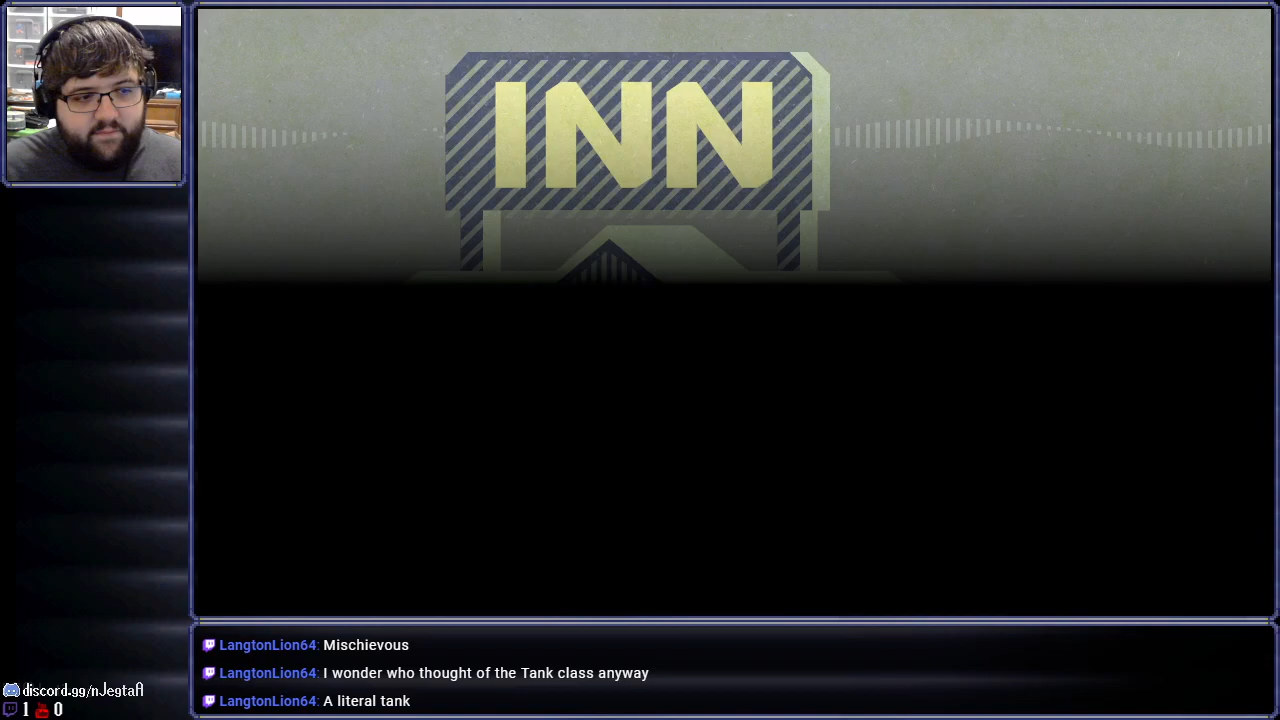 INN
LangtonLion64: Mischievous
LangtonLion64: I wonder who thought of the Tank class anyway
LangtonLion64: A literal tank
discord.gg/nJegtaA
1 0